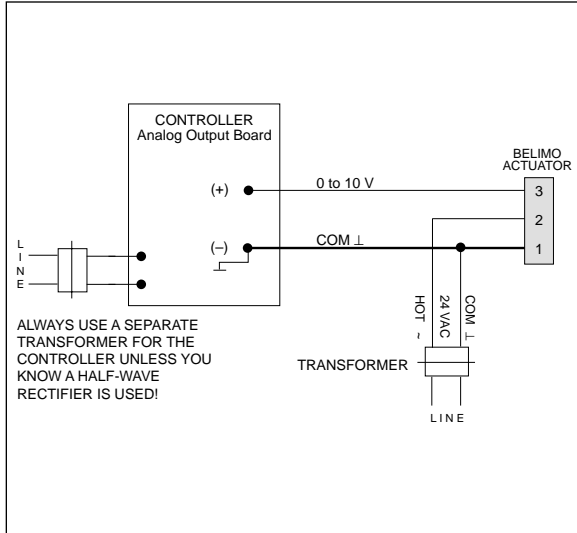 CONTROLLER
Analog Output Board
BELIMO
ACTUATOR
(+)
0 to 10 V
3
2
(–)
COM ⊥
1
LINE
ALWAYS USE A SEPARATE
TRANSFORMER FOR THE
CONTROLLER UNLESS YOU
KNOW A HALF-WAVE
RECTIFIER IS USED!
HOT ~
24 VAC
COM ⊥
TRANSFORMER
LINE